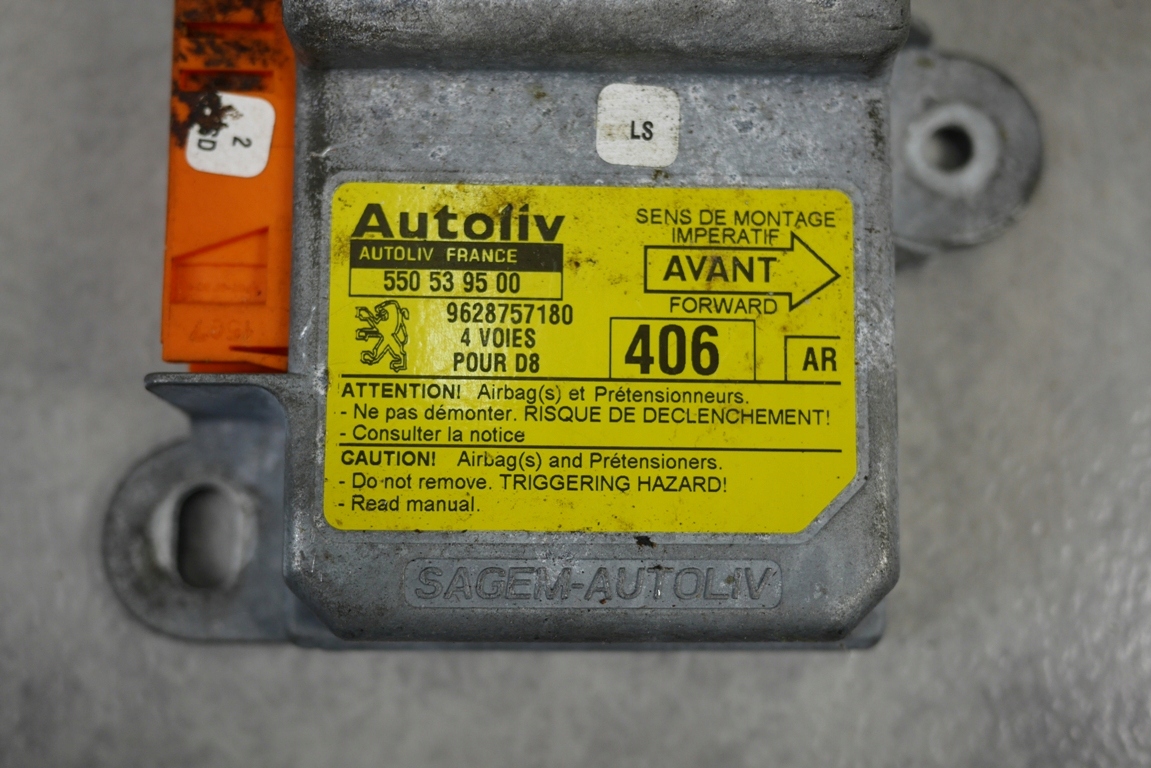 LS
2
SD
Autoliv
AUTOLIV FRANCE
550 53 95 00
9628757180
4 VOIES
POUR D8
SENS DE MONTAGE
IMPERATIF
AVANT
FORWARD
406
AR
ATTENTION! Airbag(s) et Prétensionneurs.
- Ne pas démonter. RISQUE DE DECLENCHEMENT!
- Consulter la notice
CAUTION! Airbag(s) and Prétensioners.
- Do not remove. TRIGGERING HAZARD!
- Read manual.
SAGEM-AUTOLIV